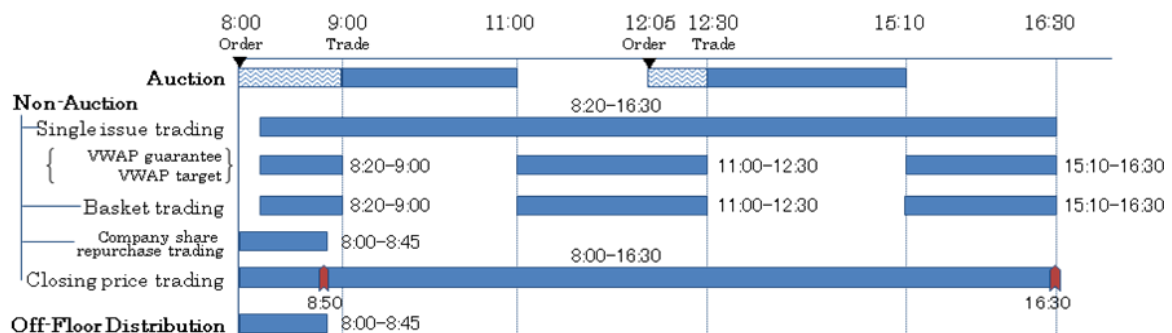 8:00 9:00 11:00 12:05 12:30 15:10 16:30
Order Trade Order Trade
Auction
Non-Auction
8:20-16:30
Single issue trading
VWAP guarantee
VWAP target
8:20-9:00 11:00-12:30 15:10-16:30
Basket trading 8:20-9:00 11:00-12:30 15:10-16:30
Company share
repurchase trading
8:00-8:45
8:00-16:30
Closing price trading
8:50 16:30
Off-Floor Distribution 8:00-8:45